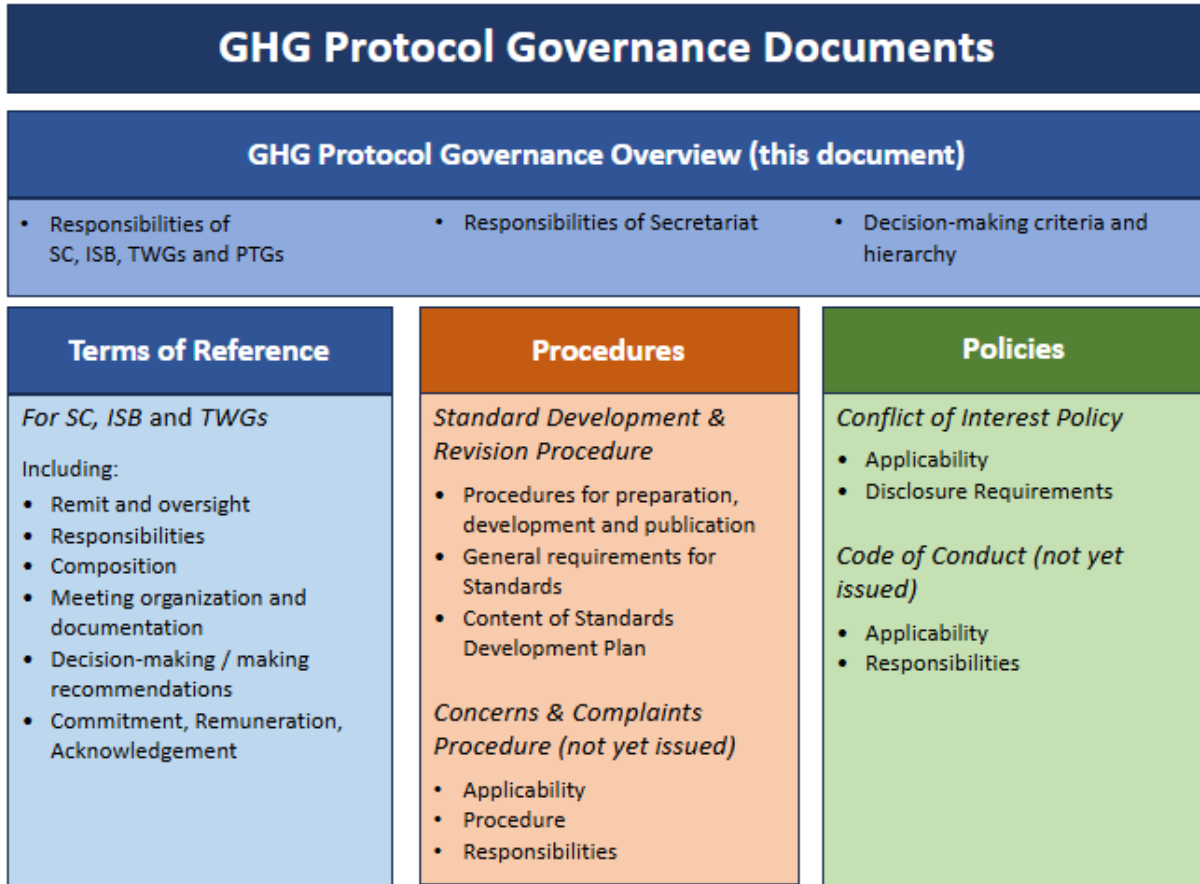 GHG Protocol Governance Documents
GHG Protocol Governance Overview (this document)
• Responsibilities of
SC, ISB, TWGs and PTGs
• Responsibilities of Secretariat
• Decision-making criteria and
hierarchy
Terms of Reference
For SC, ISB and TWGs
Including:
• Remit and oversight
• Responsibilities
• Composition
• Meeting organization and
documentation
• Decision-making / making
recommendations
• Commitment, Remuneration,
Acknowledgement
Procedures
Standard Development &
Revision Procedure
• Procedures for preparation,
development and publication
• General requirements for
Standards
• Content of Standards
Development Plan
Concerns & Complaints
Procedure (not yet issued)
• Applicability
• Procedure
• Responsibilities
Policies
Conflict of Interest Policy
• Applicability
• Disclosure Requirements
Code of Conduct (not yet
issued)
• Applicability
• Responsibilities